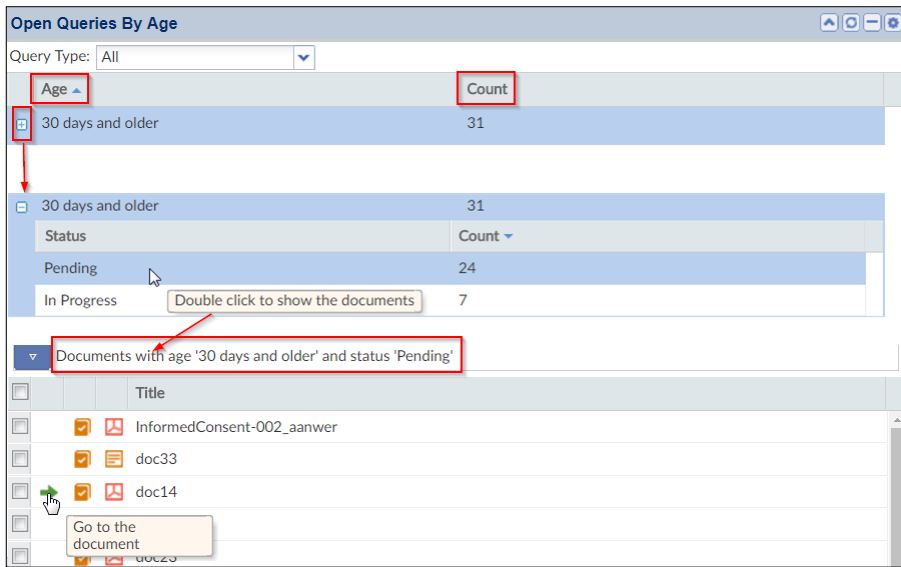 Open Queries By Age
Query Type: All
Age Count
30 days and older 31
30 days and older 31
Status Count
Pending 24
In Progress 7
Double click to show the documents
Documents with age '30 days and older' and status 'Pending'
Title
InformedConsent-002_aanwer
doc33
doc14
Go to the
document